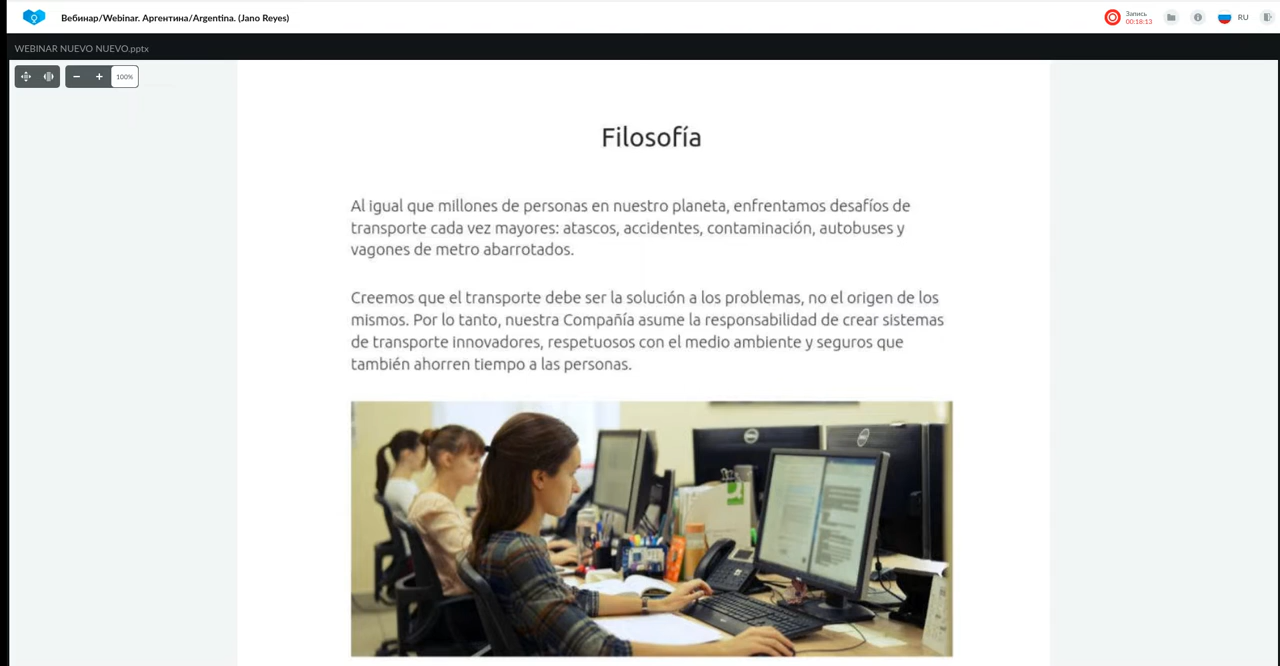 Вебинар/Webinar. Аргентина/Argentina. (Jano Reyes)
Запись
00:18:13
RU
WEBINAR NUEVO NUEVO.pptx
100%
Filosofía
Al igual que millones de personas en nuestro planeta, enfrentamos desafíos de
transporte cada vez mayores: atascos, accidentes, contaminación, autobuses y
vagones de metro abarrotados.
Creemos que el transporte debe ser la solución a los problemas, no el origen de los
mismos. Por lo tanto, nuestra Compañía asume la responsabilidad de crear sistemas
de transporte innovadores, respetuosos con el medio ambiente y seguros que
también ahorren tiempo a las personas.